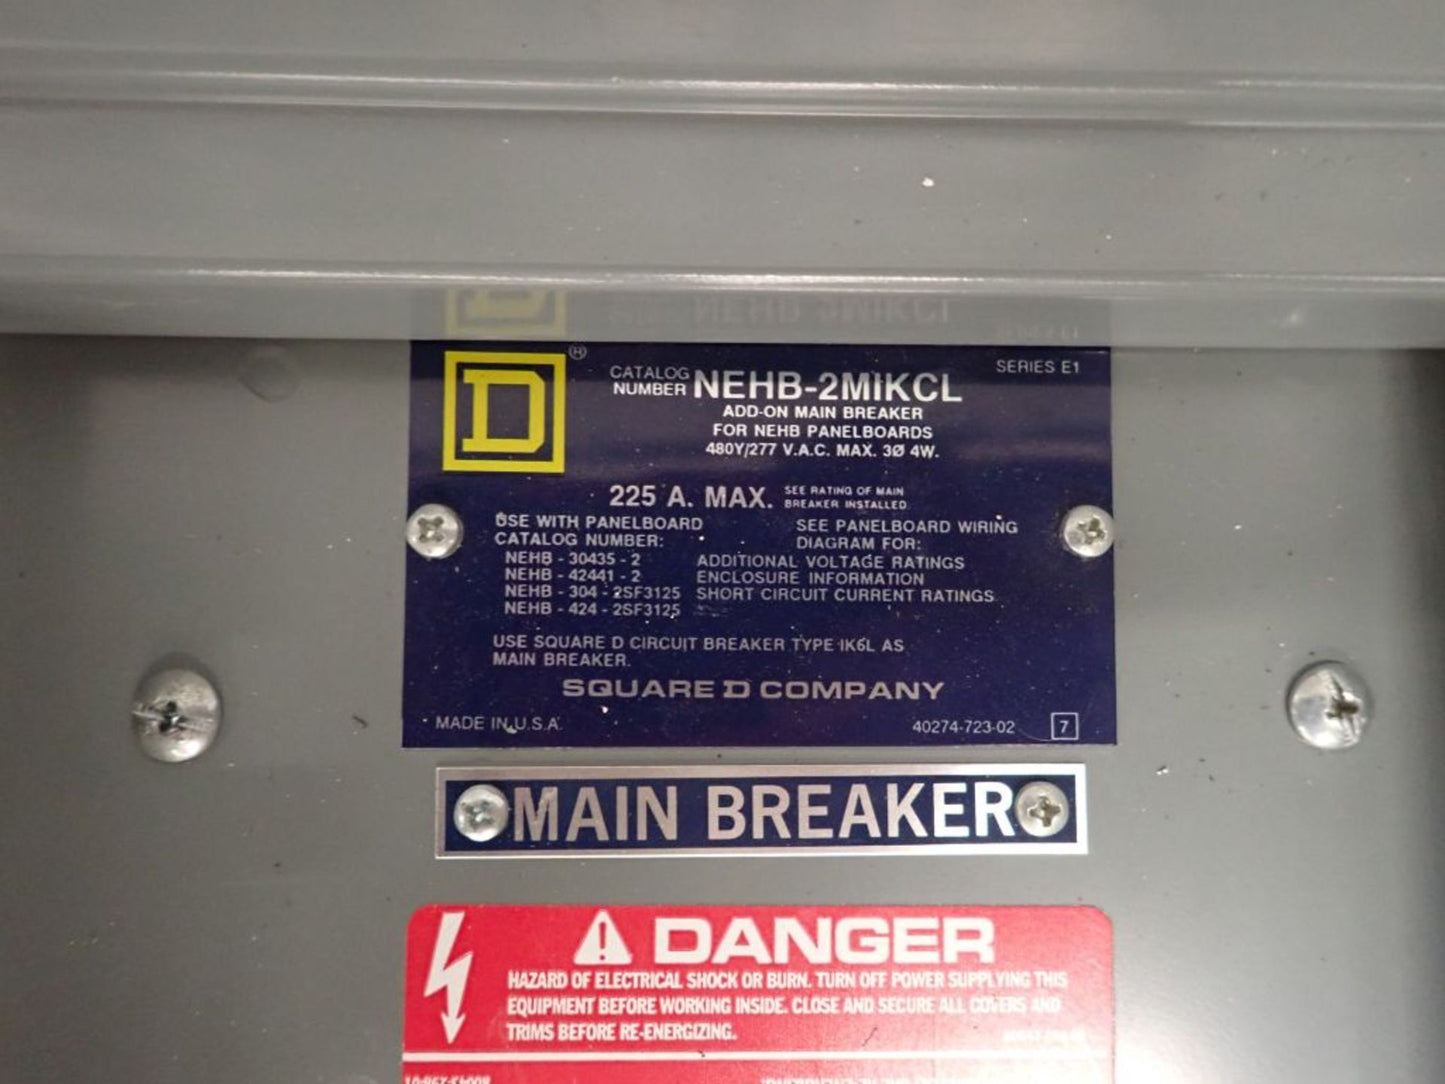 D ®
CATALOG NUMBER NEHB-2MIKCL
SERIES E1
ADD-ON MAIN BREAKER
FOR NEHB PANELBOARDS
480Y/277 V.A.C. MAX. 3Ø 4W.
225 A. MAX. SEE RATING OF MAIN BREAKER INSTALLED
USE WITH PANELBOARD
CATALOG NUMBER:
NEHB - 30435 - 2
NEHB - 42441 - 2
NEHB - 304 - 2SF3125
NEHB - 424 - 2SF3125
SEE PANELBOARD WIRING
DIAGRAM FOR:
ADDITIONAL VOLTAGE RATINGS
ENCLOSURE INFORMATION
SHORT CIRCUIT CURRENT RATINGS
USE SQUARE D CIRCUIT BREAKER TYPE IK6L AS
MAIN BREAKER.
SQUARE D COMPANY
MADE IN U.S.A.
40274-723-02 7
MAIN BREAKER
DANGER
HAZARD OF ELECTRICAL SHOCK OR BURN. TURN OFF POWER SUPPLYING THIS
EQUIPMENT BEFORE WORKING INSIDE. CLOSE AND SECURE ALL COVERS AND
TRIMS BEFORE RE-ENERGIZING.